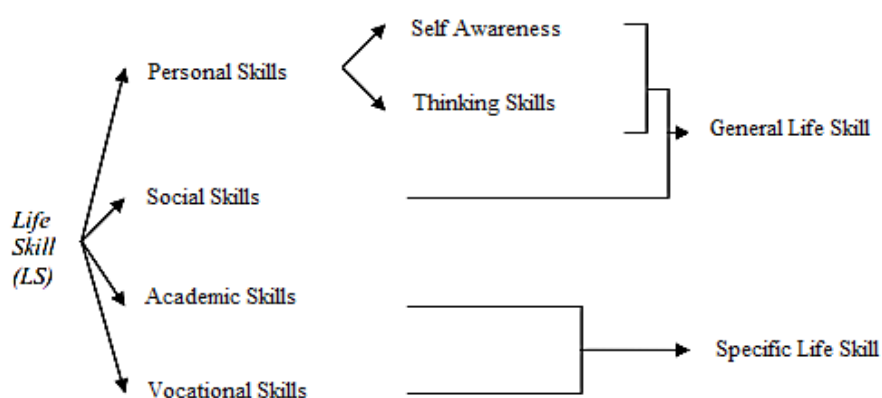 Self Awareness
Personal Skills
Thinking Skills
General Life Skill
Social Skills
Life
Skill
(LS)
Academic Skills
Specific Life Skill
Vocational Skills